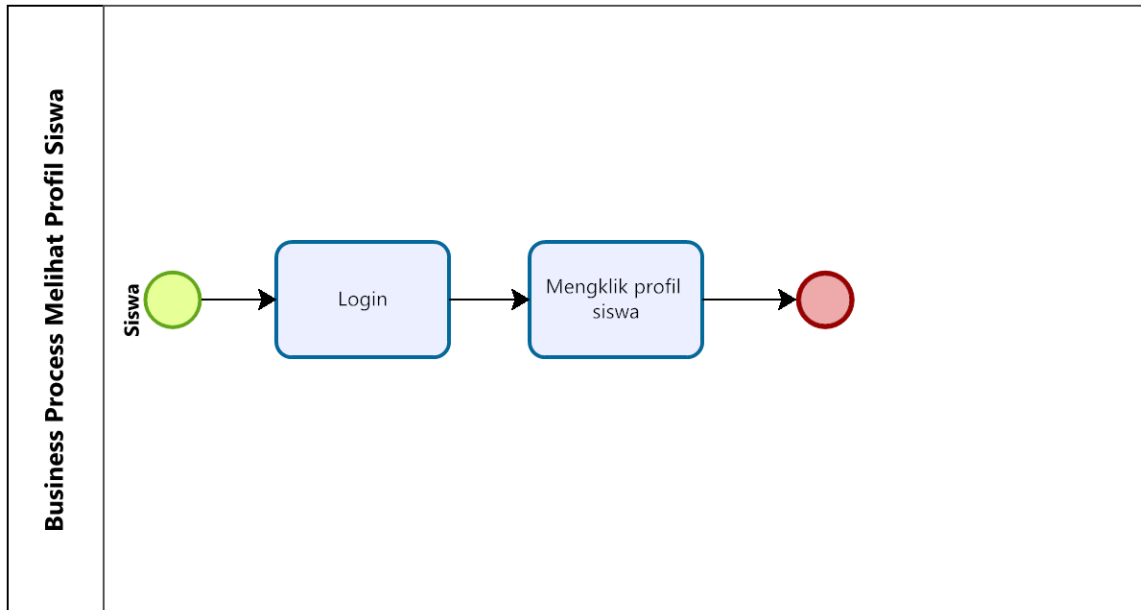 Business Process Melihat Profil Siswa
Siswa
Login
Mengklik profil
siswa